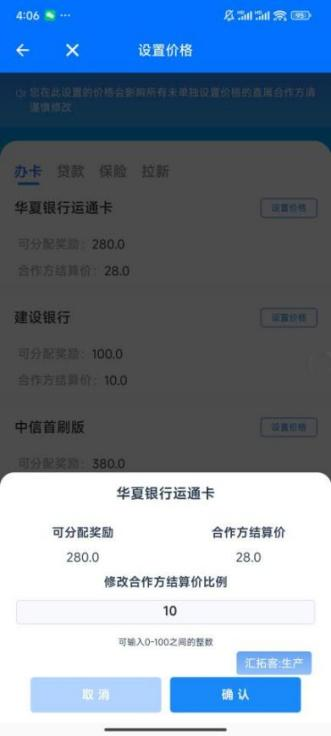 4:06
95
设置价格
您在此设置的价格会影响所有未单独设置价格的直属合作方请
谨慎修改
办卡 贷款 保险 拉新
华夏银行运通卡 设置价格
可分配奖励：280.0
合作方结算价：28.0
建设银行 设置价格
可分配奖励：100.0
合作方结算价：10.0
中信首刷版 设置价格
可分配奖励：380.0
华夏银行运通卡
可分配奖励 合作方结算价
280.0 28.0
修改合作方结算价比例
10
可输入0-100之间的整数
汇拓客:生产
取消 确认